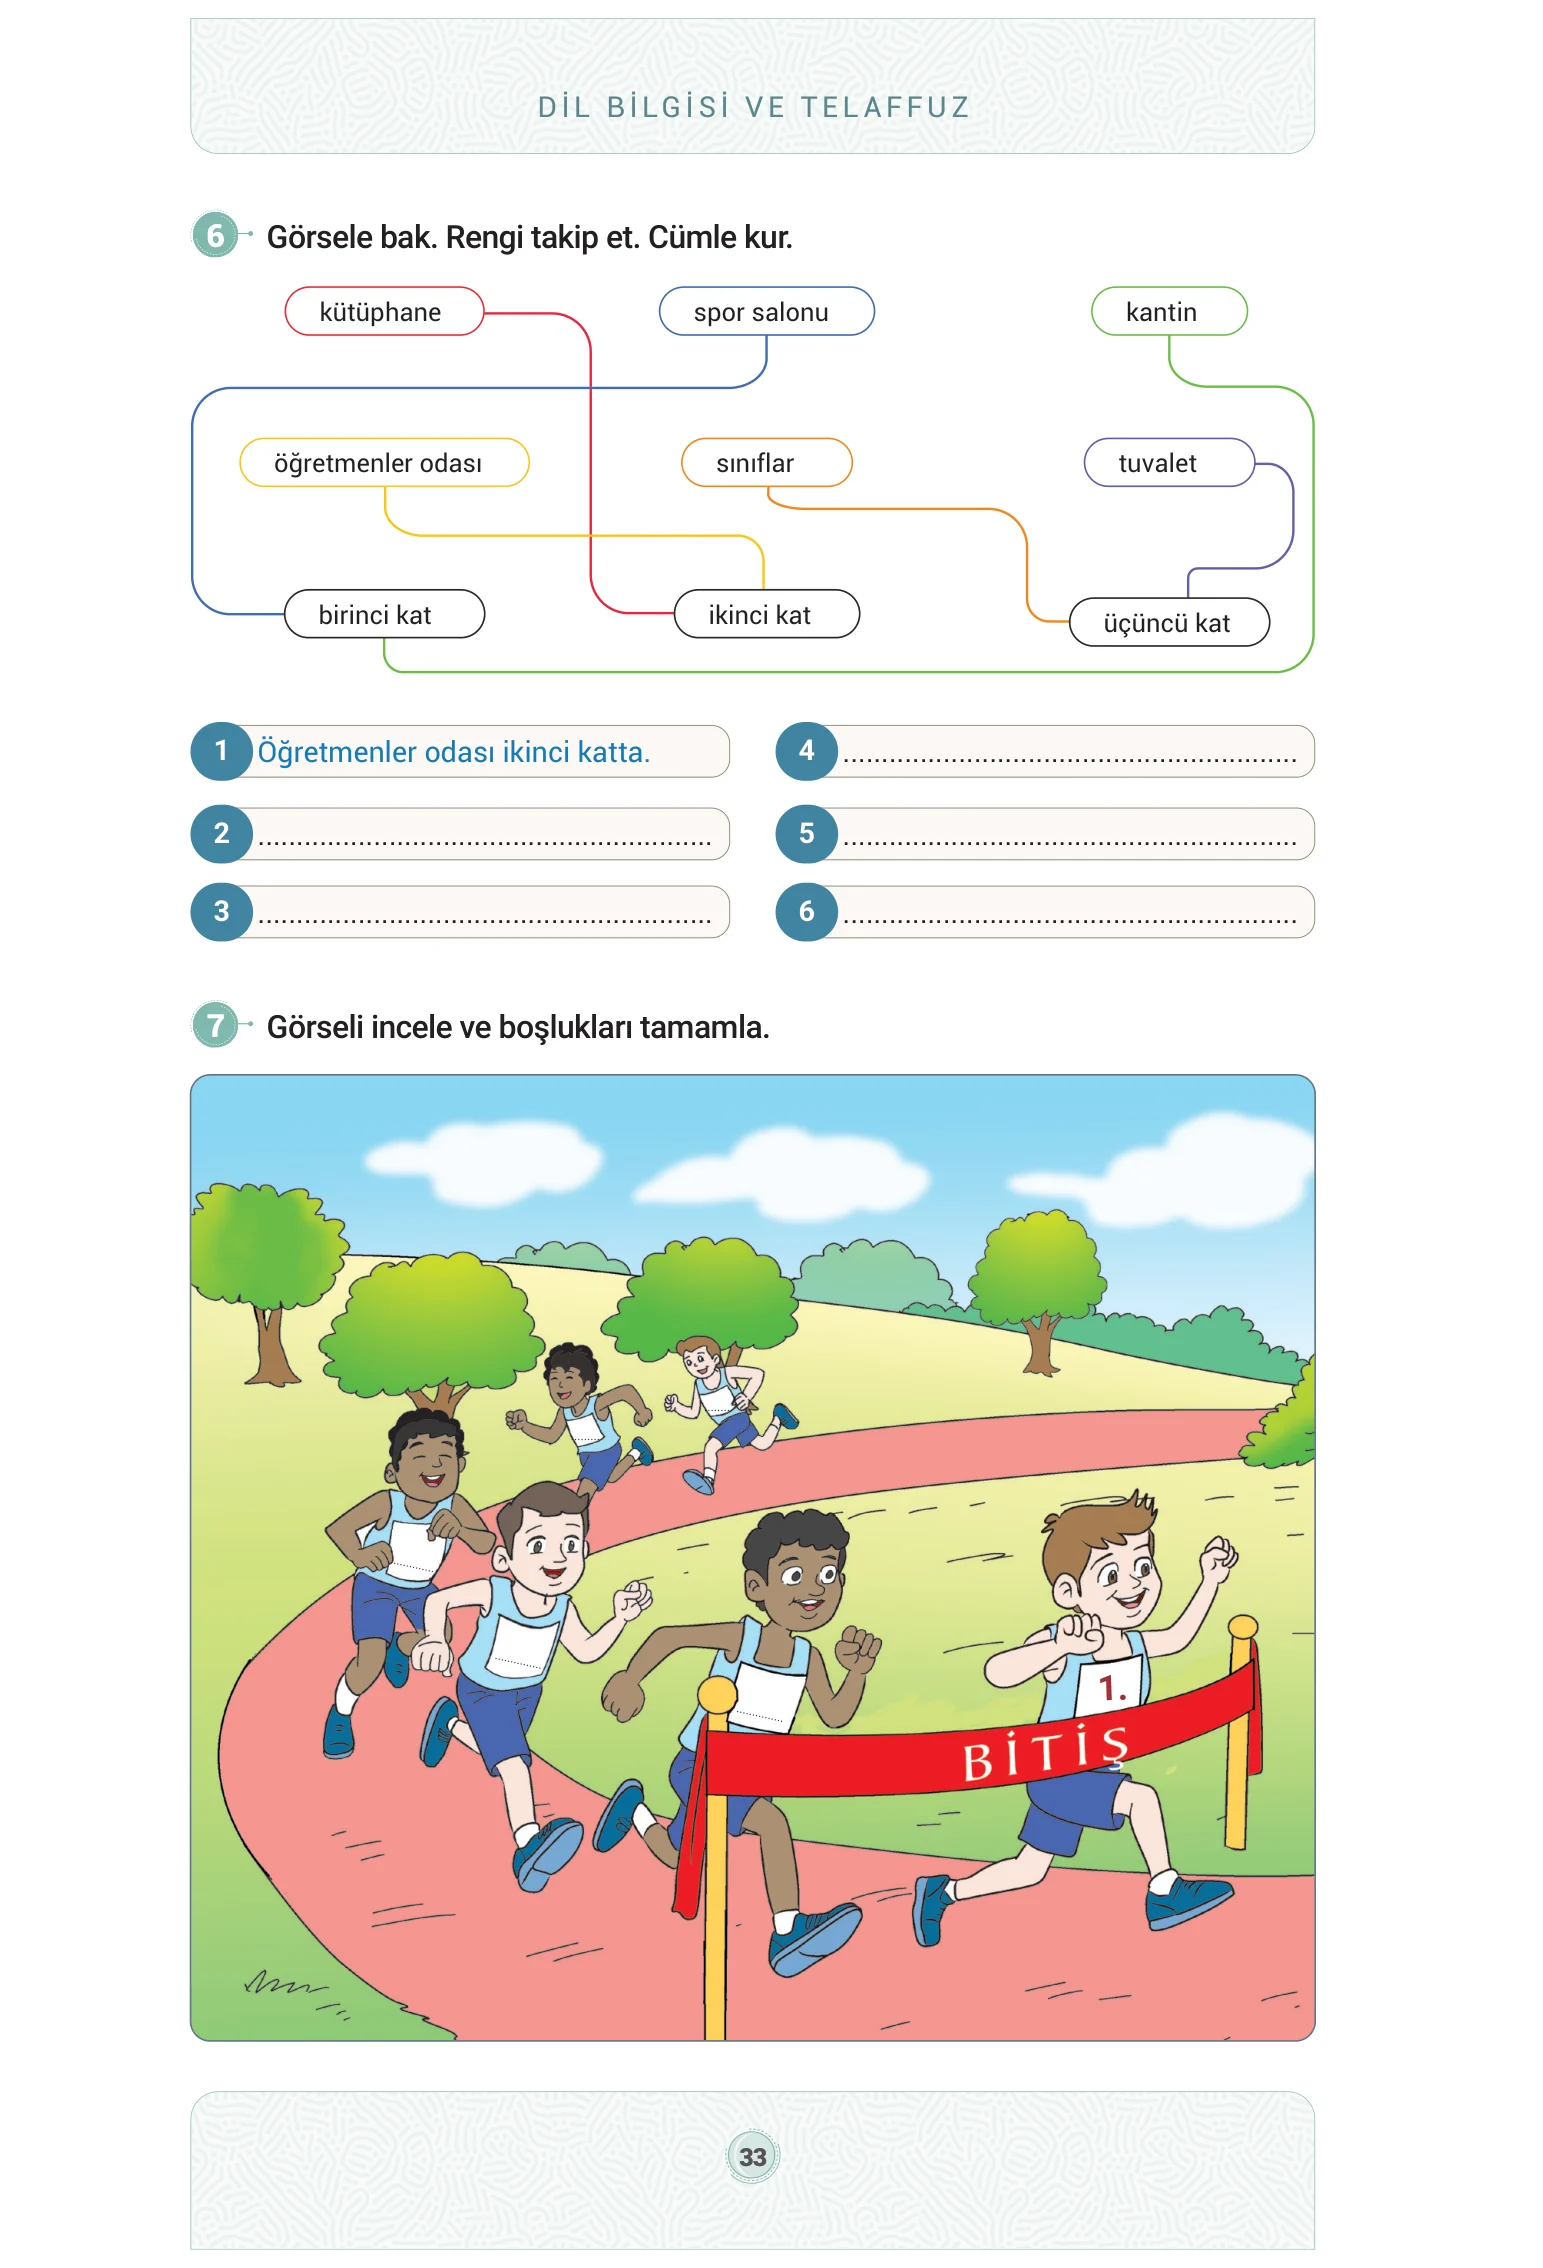 DİL BİLGİSİ VE TELAFFUZ
6 Görsele bak. Rengi takip et. Cümle kur.
kütüphane spor salonu kantin
öğretmenler odası sınıflar tuvalet
birinci kat ikinci kat üçüncü kat
1 Öğretmenler odası ikinci katta.
2 ..........................................................
3 ..........................................................
4 ..........................................................
5 ..........................................................
6 ..........................................................
7 Görseli incele ve boşlukları tamamla.
1.
BİTİŞ
33